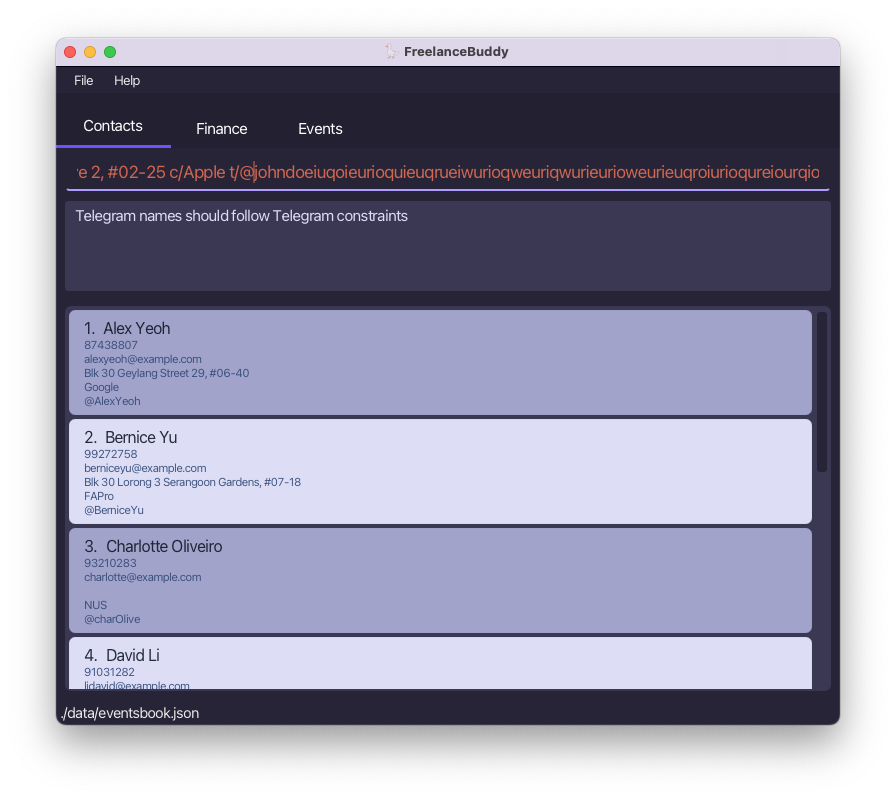 FreelanceBuddy
File Help
Contacts Finance Events
e 2, #02-25 c/Apple t/@johndoeiuqoieurioquieuqrueiwurioqweuriqwurieurioweurieuqroiurioqureiourqio
Telegram names should follow Telegram constraints
1. Alex Yeoh
87438807
alexyeoh@example.com
Blk 30 Geylang Street 29, #06-40
Google
@AlexYeoh
2. Bernice Yu
99272758
berniceyu@example.com
Blk 30 Lorong 3 Serangoon Gardens, #07-18
FAPro
@BerniceYu
3. Charlotte Oliveiro
93210283
charlotte@example.com
NUS
@charOlive
4. David Li
91031282
lidavid@example.com
./data/eventsbook.json